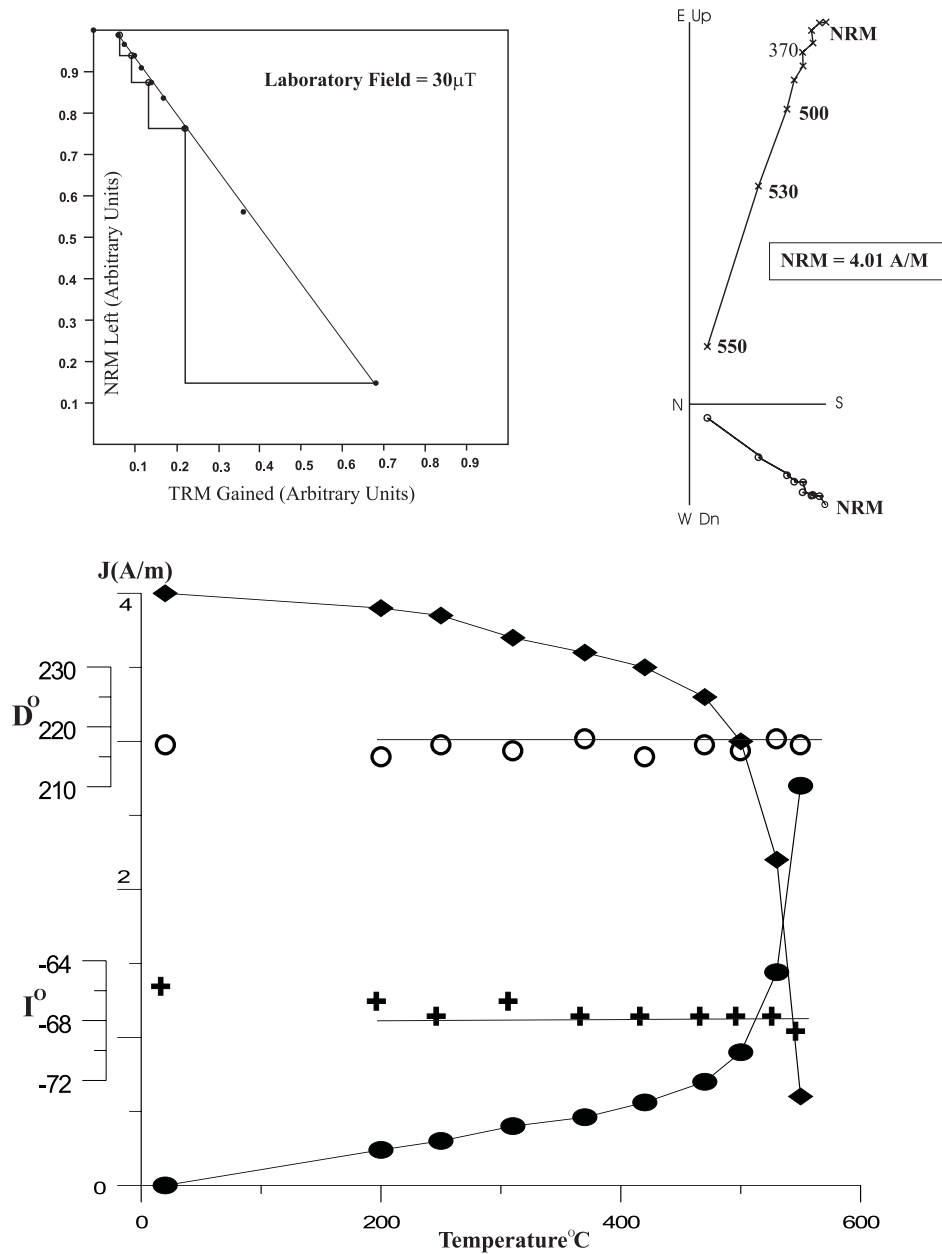 0.9
0.8
0.7
0.6
0.5
0.4
0.3
0.2
0.1
NRM Left (Arbitrary Units)
Laboratory Field = 30μT
0.1 0.2 0.3 0.4 0.5 0.6 0.7 0.8 0.9
TRM Gained (Arbitrary Units)
E Up
NRM
370
500
530
NRM = 4.01 A/M
550
N S
NRM
W Dn
J(A/m)
4
230
D°
220
210
2
-64
I°
-68
-72
0
0 200 400 600
Temperature°C